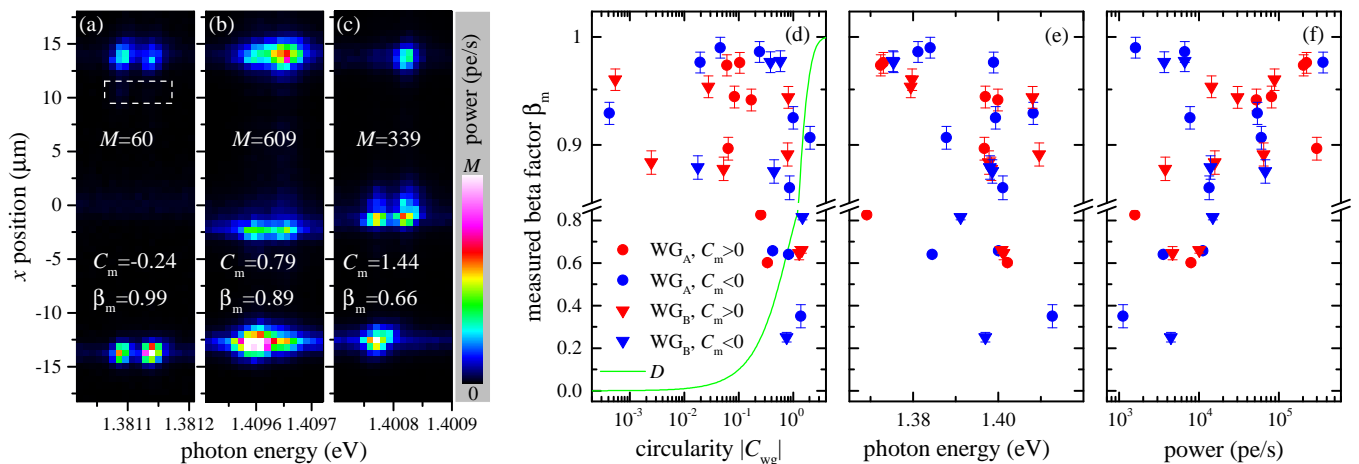 (a)
(b)
(c)
M=60
M=609
M=339
C_m=-0.24
β_m=0.99
C_m=0.79
β_m=0.89
C_m=1.44
β_m=0.66
15
10
5
0
-5
-10
-15
x position (μm)
1.3811 1.3812
1.4096 1.4097
1.4008 1.4009
photon energy (eV)
power (pe/s)
M
0
(d)
(e)
(f)
1
0.9
0.8
0.6
0.4
0.2
0.0
measured beta factor β_m
WG_A, C_m>0
WG_A, C_m<0
WG_B, C_m>0
WG_B, C_m<0
D
10^-3 10^-2 10^-1 10^0
circularity |C_wg|
1.38 1.40
photon energy (eV)
10^3 10^4 10^5
power (pe/s)